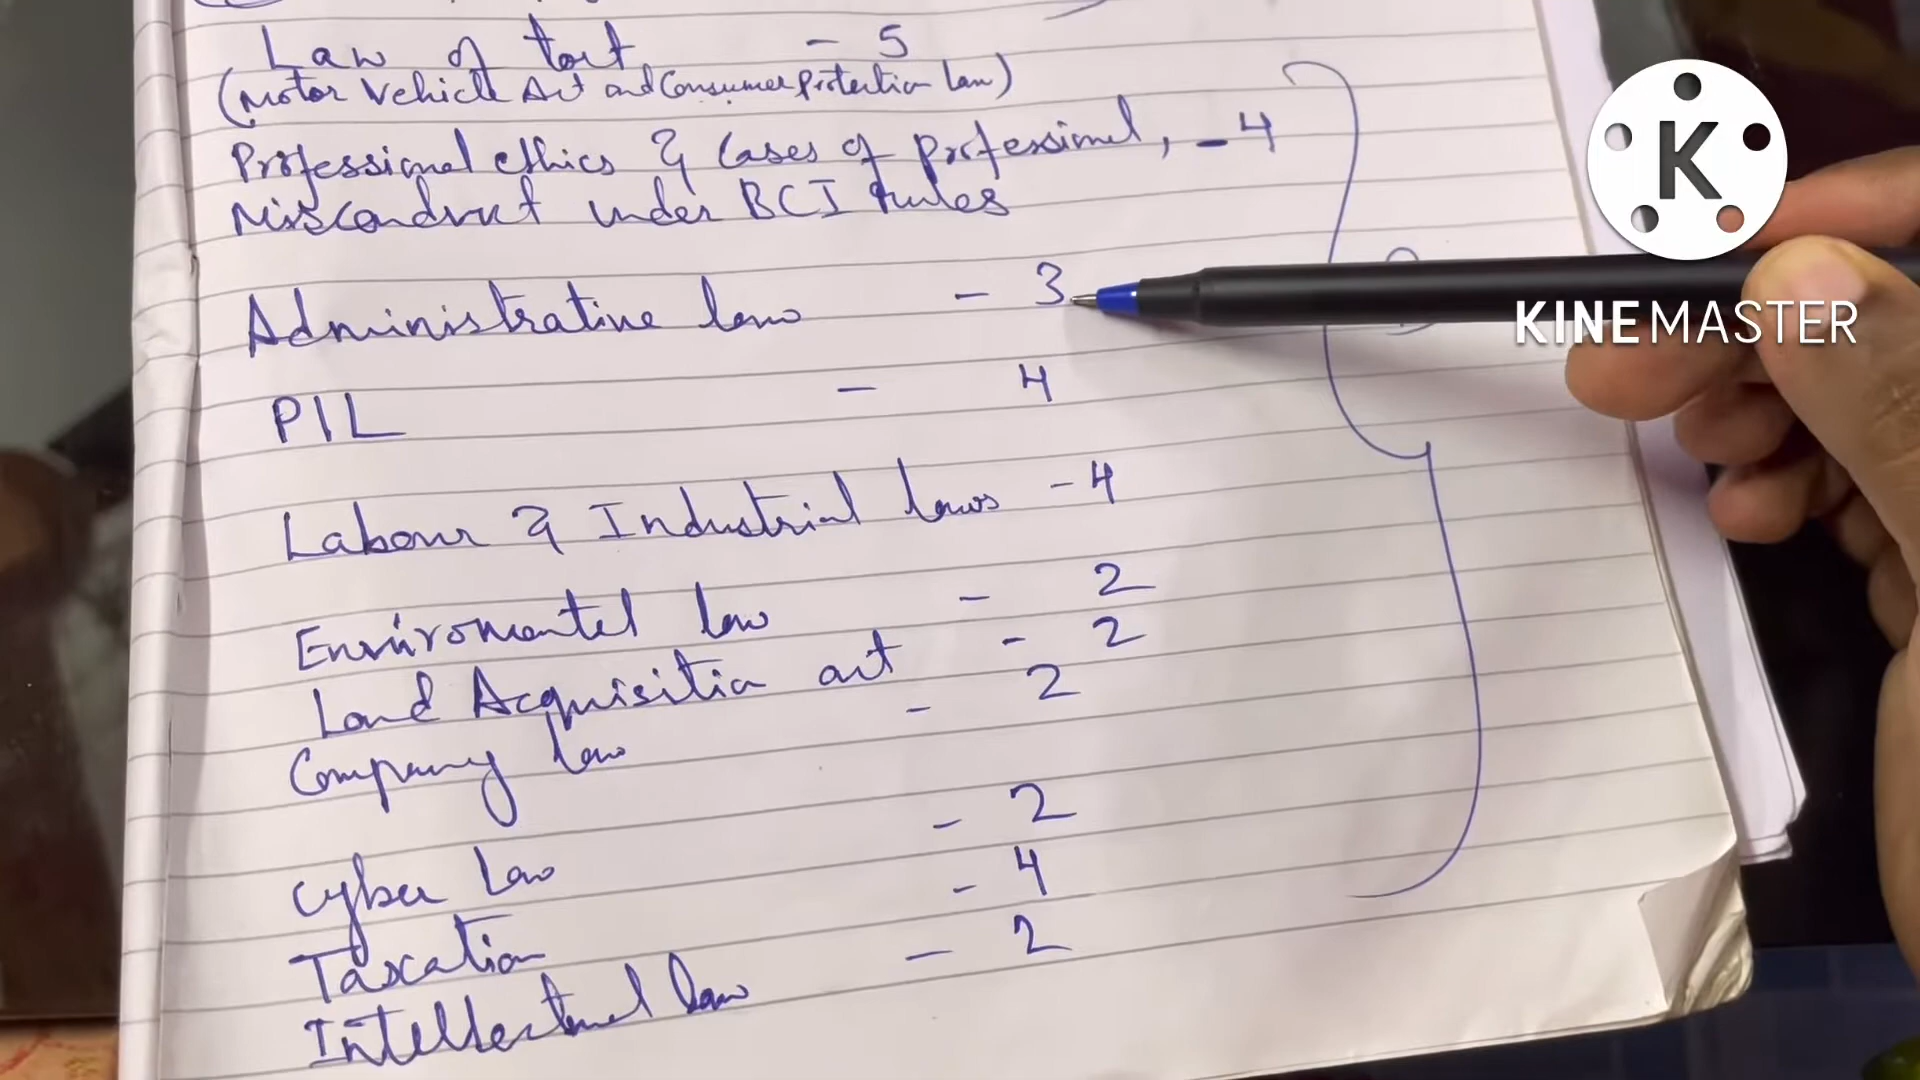 Law of tort - 5
(Motor Vehicle Act and Consumer Protection Law)
Professional ethics & Cases of professional, - 4
Misconduct under BCI rules
Administrative law - 3
PIL - 4
Labour & Industrial laws - 4
Enviromental law - 2
Land Acquisition act - 2
Company law - 2
Cyber Law - 2
Taxation - 4
Intellectual law - 2
K
KINEMASTER